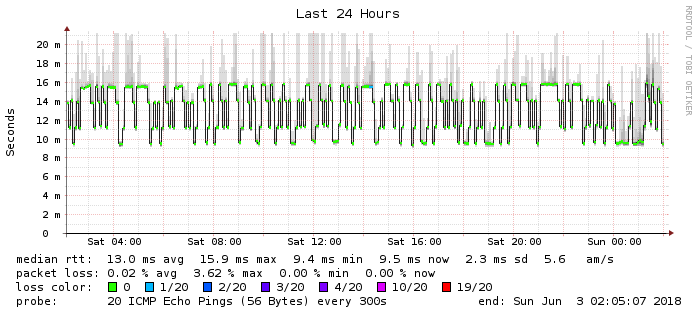 Last 24 Hours
RRDTOOL / TOBI OETIKER
Seconds
20 m
18 m
16 m
14 m
12 m
10 m
8 m
6 m
4 m
2 m
0
Sat 04:00 Sat 08:00 Sat 12:00 Sat 16:00 Sat 20:00 Sun 00:00
median rtt: 13.0 ms avg 15.9 ms max 9.4 ms min 9.5 ms now 2.3 ms sd 5.6 am/s
packet loss: 0.02 % avg 3.62 % max 0.00 % min 0.00 % now
loss color: 0 1/20 2/20 3/20 4/20 10/20 19/20
probe: 20 ICMP Echo Pings (56 Bytes) every 300s end: Sun Jun 3 02:05:07 2018